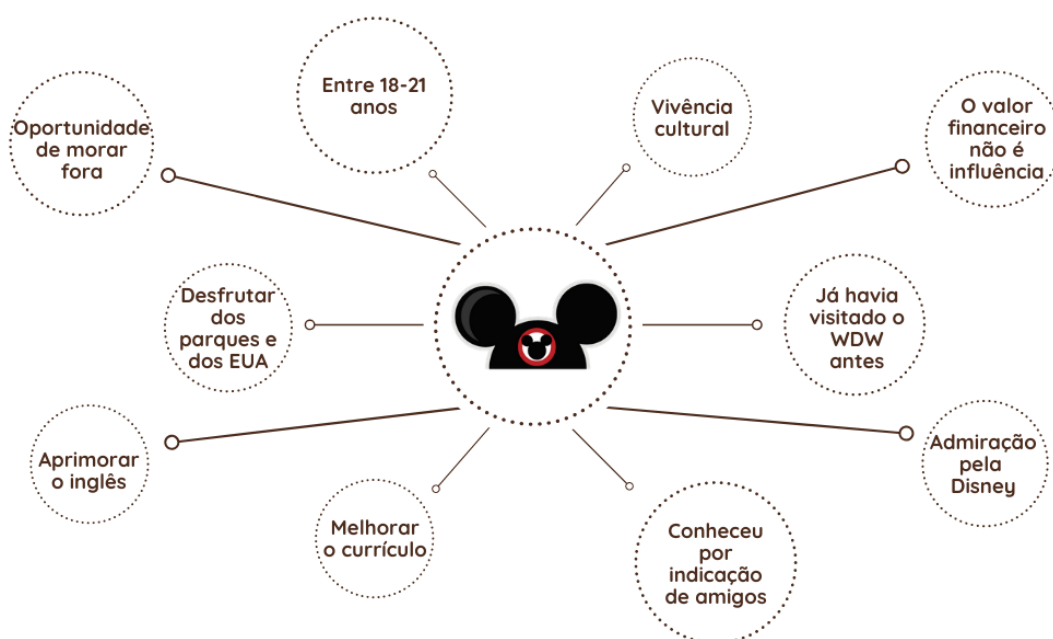 Entre 18-21
anos
Vivência
cultural
O valor
financeiro
não é
influência
Oportunidade
de morar
fora
Desfrutar
dos
parques e
dos EUA
Já havia
visitado o
WDW
antes
Aprimorar
o inglês
Admiração
pela
Disney
Melhorar
o currículo
Conheceu
por
indicação
de amigos